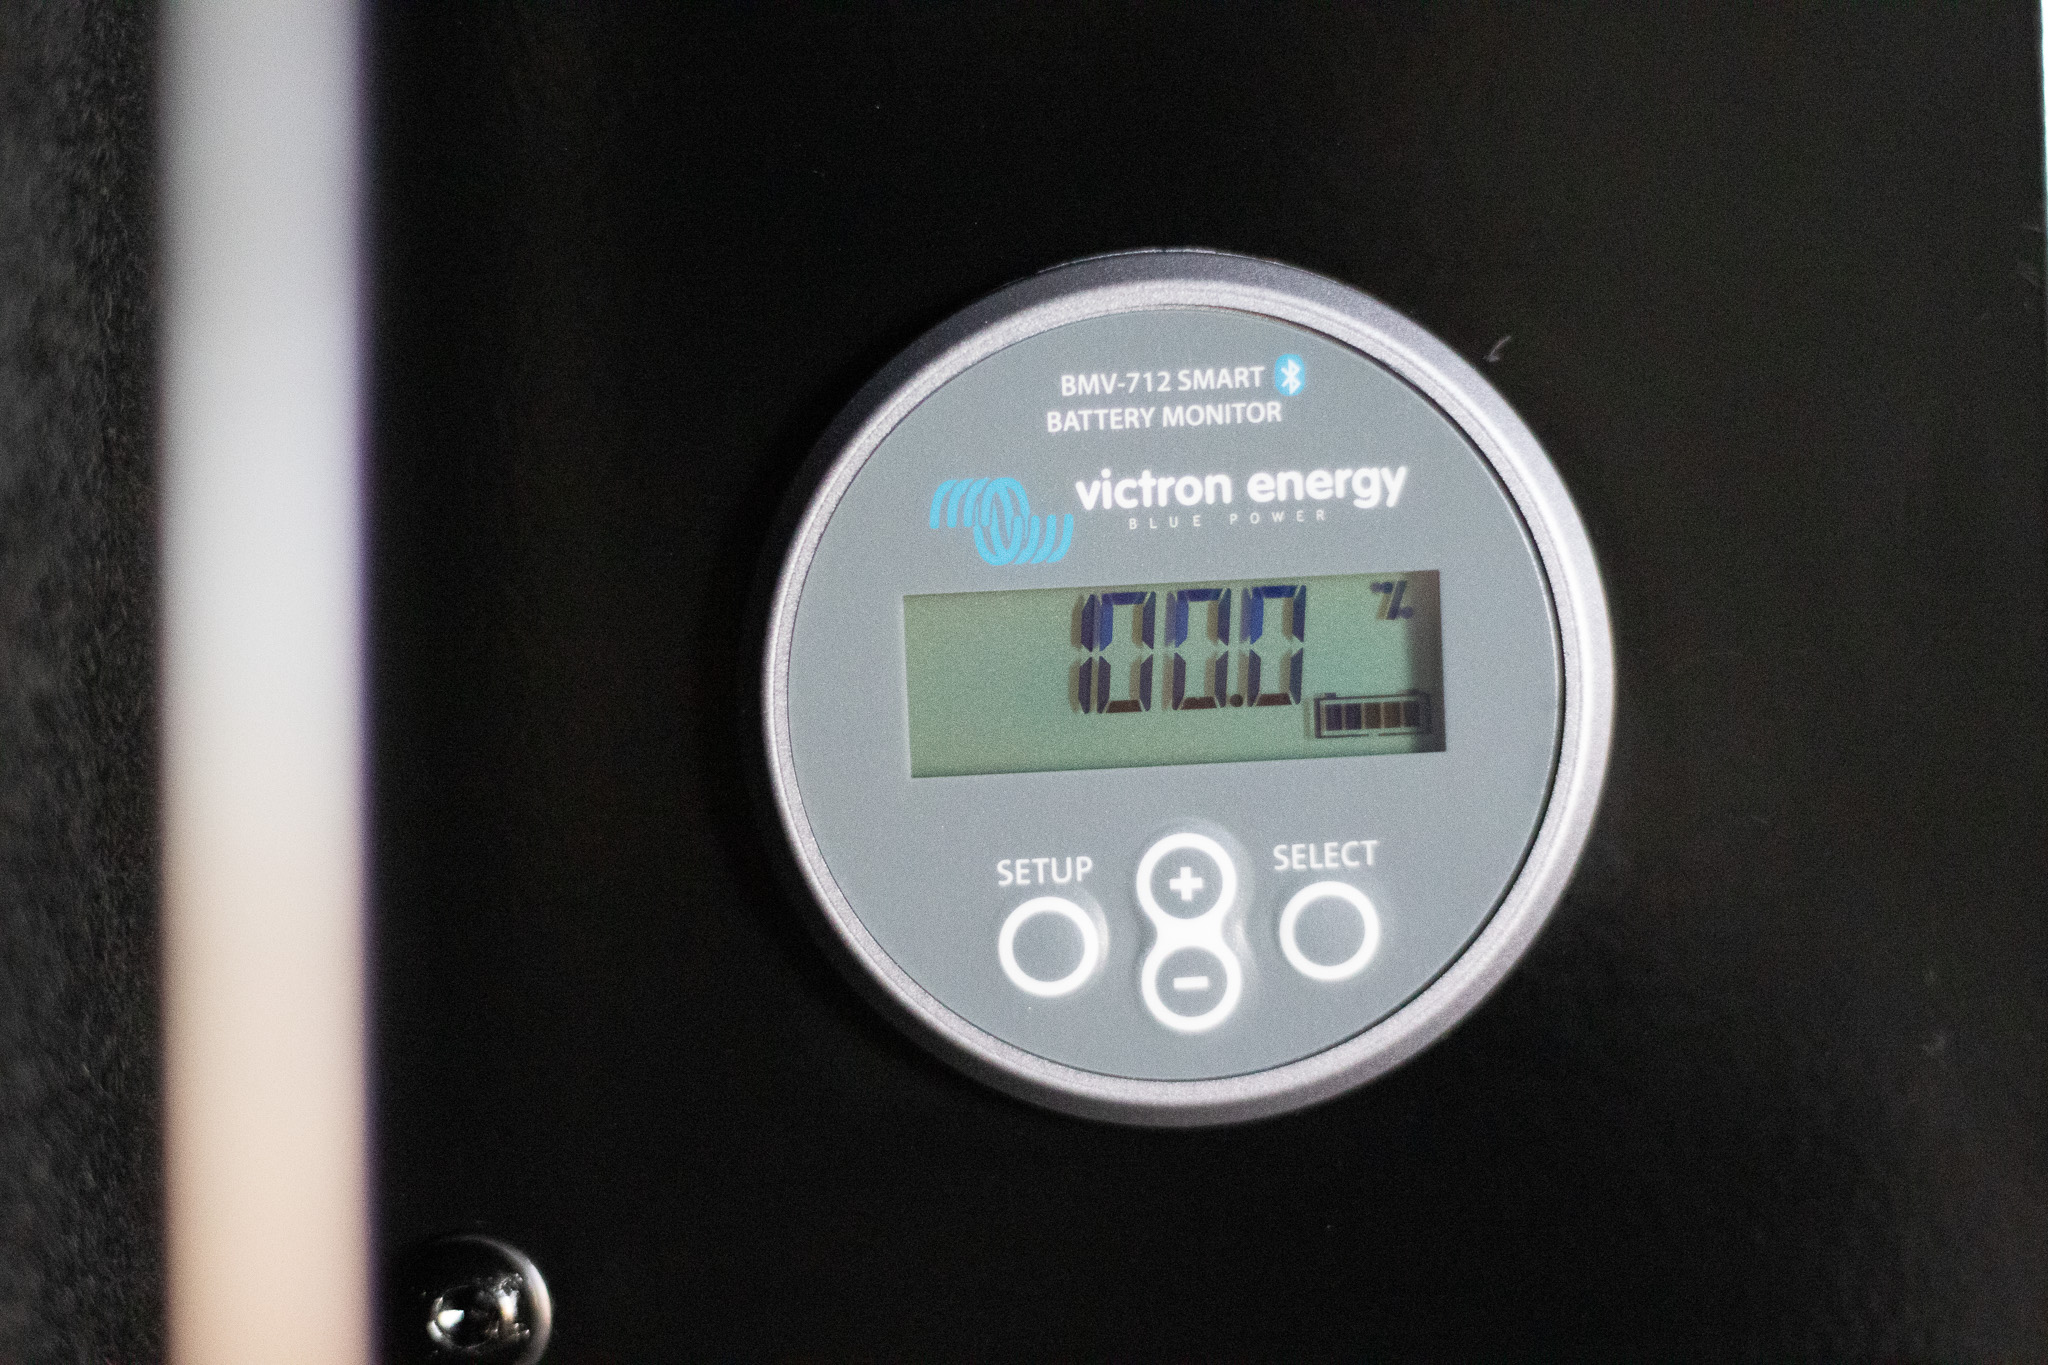 BMV-712 SMART
BATTERY MONITOR
victron energy
BLUE POWER
100.0 %
SETUP + SELECT
-